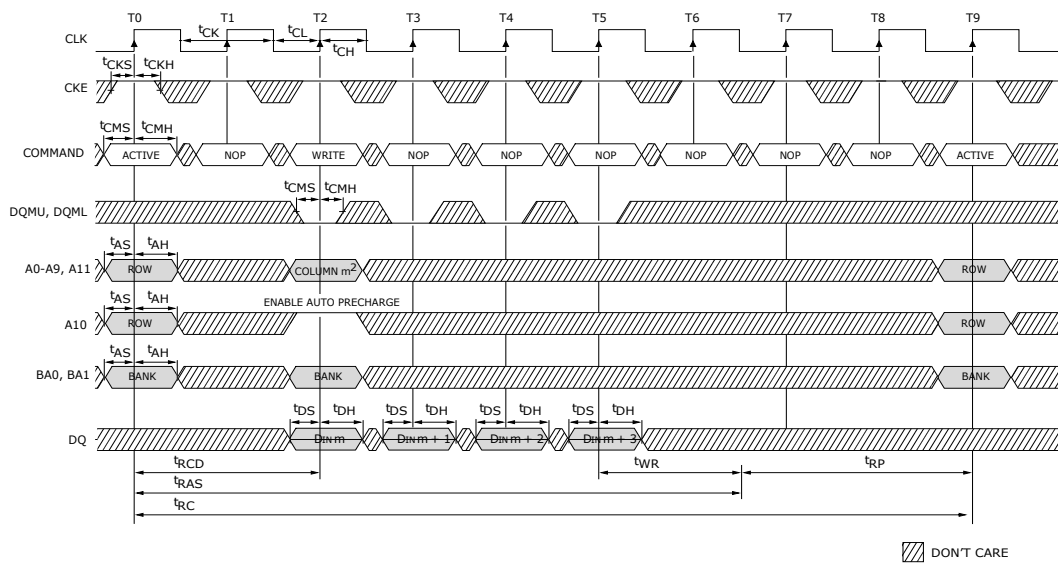 T0 T1 T2 T3 T4 T5 T6 T7 T8 T9
CLK tCK tCL tCH
tCKS tCKH
CKE
tCMS tCMH
COMMAND ACTIVE NOP WRITE NOP NOP NOP NOP NOP NOP ACTIVE
tCMS tCMH
DQMU, DQML
tAS tAH
A0-A9, A11 ROW COLUMN m2 ROW
tAS tAH ENABLE AUTO PRECHARGE
A10 ROW ROW
tAS tAH
BA0, BA1 BANK BANK BANK
tDS tDH tDS tDH tDS tDH tDS tDH
DQ DIN m DIN m + 1 DIN m + 2 DIN m + 3
tRCD tWR tRP
tRAS
tRC
DON'T CARE